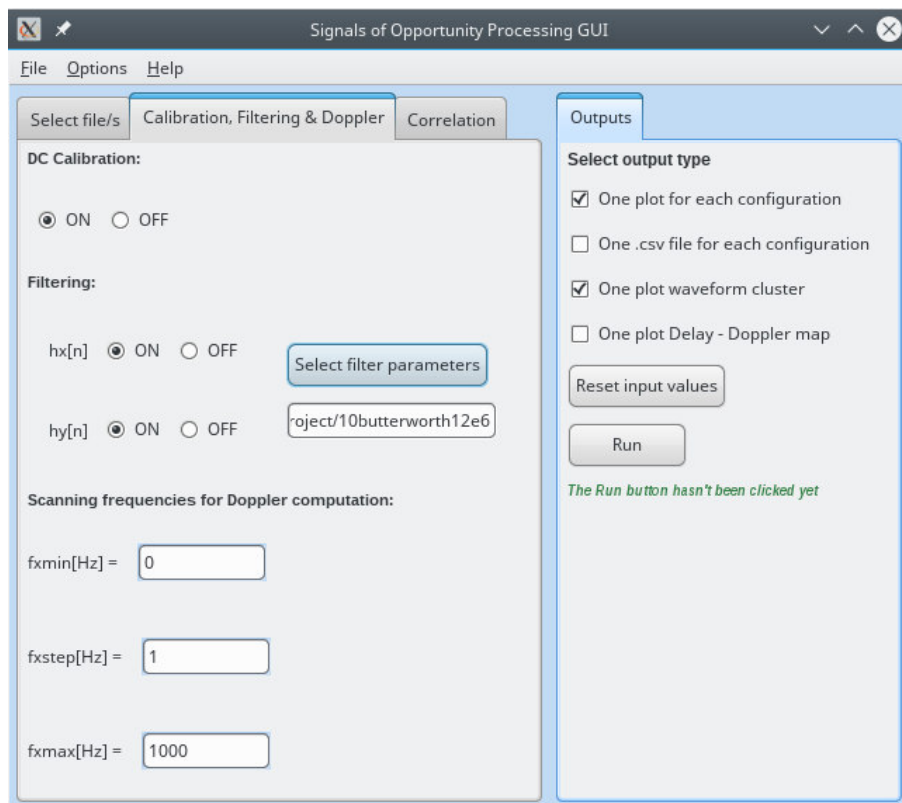 Signals of Opportunity Processing GUI
File Options Help
Select file/s
Calibration, Filtering & Doppler
Correlation
DC Calibration:
ON OFF
Filtering:
hx[n] ON OFF
Select filter parameters
hy[n] ON OFF
roject/10butterworth12e6
Scanning frequencies for Doppler computation:
fxmin[Hz] = 0
fxstep[Hz] = 1
fxmax[Hz] = 1000
Outputs
Select output type
One plot for each configuration
One .csv file for each configuration
One plot waveform cluster
One plot Delay - Doppler map
Reset input values
Run
The Run button hasn't been clicked yet